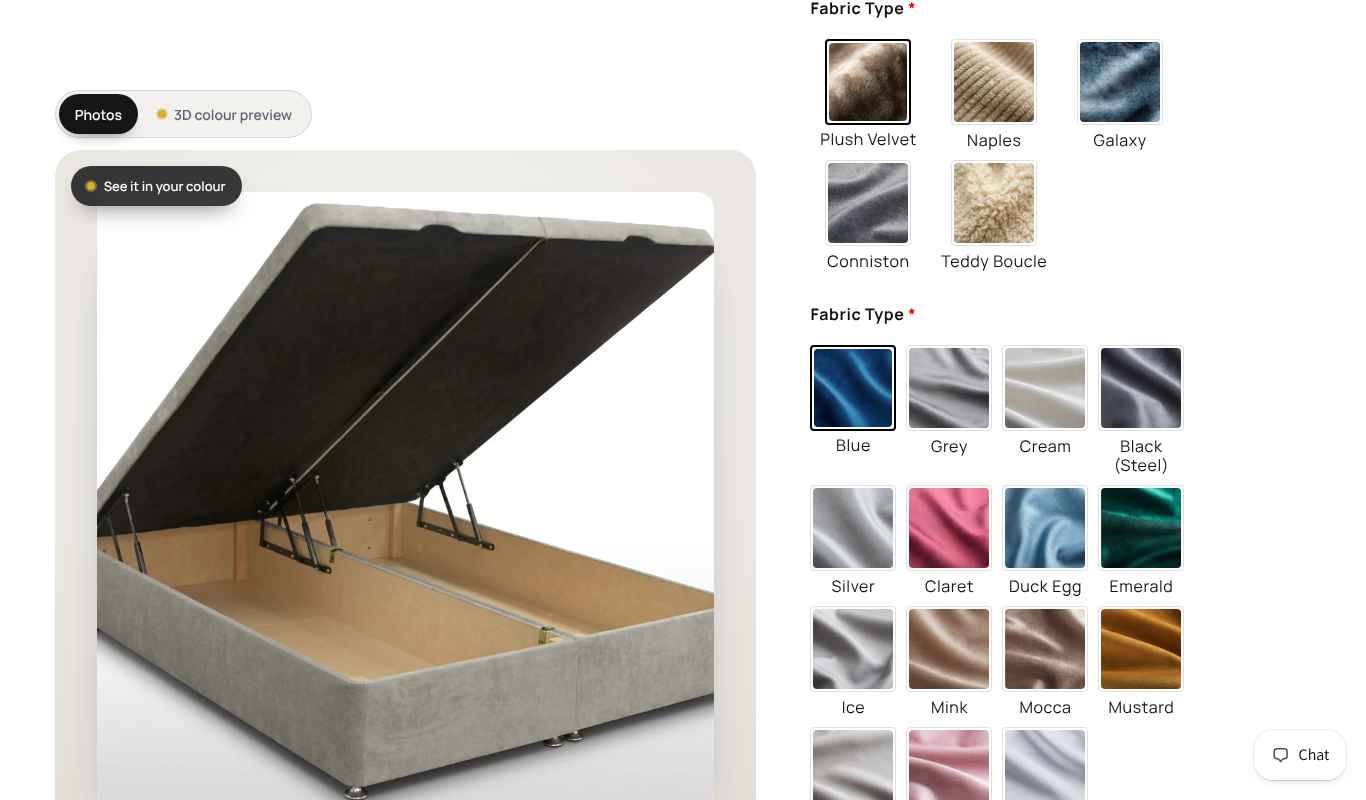 Photos
3D colour preview
See it in your colour
Fabric Type *
Plush Velvet
Naples
Galaxy
Conniston
Teddy Boucle
Fabric Type *
Blue
Grey
Cream
Black
(Steel)
Silver
Claret
Duck Egg
Emerald
Ice
Mink
Mocca
Mustard
Chat